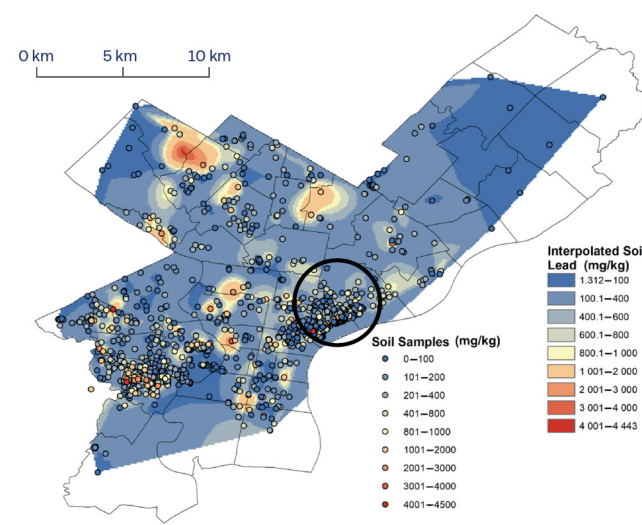 0 km 5 km 10 km
Interpolated Soi
Lead (mg/kg)
1.312–100
100.1–400
400.1–600
600.1–800
800.1–1 000
1 001–2 000
2 001–3 000
3 001–4 000
4 001–4 443
Soil Samples (mg/kg)
0–100
101–200
201–400
401–800
801–1000
1001–2000
2001–3000
3001–4000
4001–4500